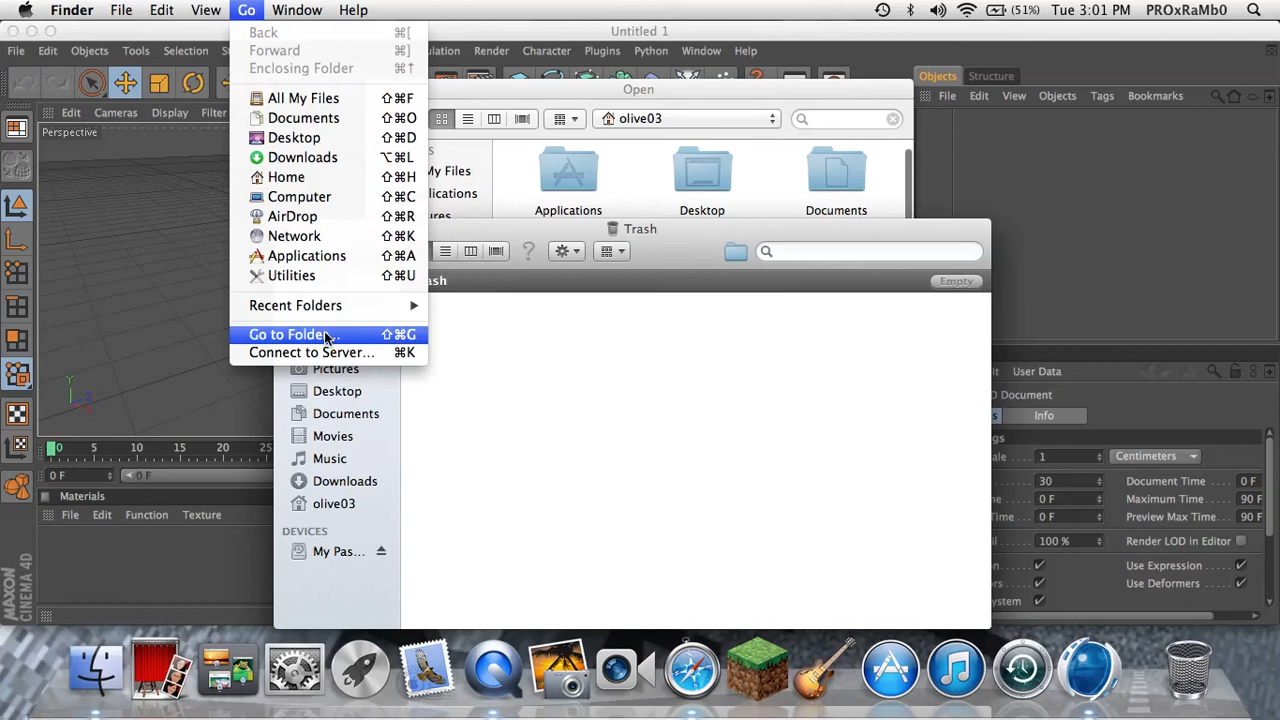 Finder File Edit View Go Window Help (51%) Tue 3:01 PM PROxRaMb0
Untitled 1
File Edit Objects Tools Selection Render Character Plugins Python Window Help
Back ⌘[
Forward ⌘]
Enclosing Folder ⌘↑
All My Files ⇧⌘F
Documents ⇧⌘O
Desktop ⇧⌘D
Downloads ⌥⌘L
Home ⇧⌘H
Computer ⇧⌘C
AirDrop ⇧⌘R
Network ⇧⌘K
Applications ⇧⌘A
Utilities ⇧⌘U
Recent Folders
Go to Folder... ⇧⌘G
Connect to Server... ⌘K
Edit Cameras Display Filter
Perspective
Y
Z
X
Open
olive03
My Files
Applications Desktop Documents
Trash
Empty
Pictures
Desktop
Documents
Movies
Music
Downloads
olive03
DEVICES
My Pas...
Objects Structure
File Edit View Objects Tags Bookmarks
User Data
Document
Info
1 Centimeters
30 Document Time 0 F
0 F Maximum Time 90 F
0 F Preview Max Time 90 F
100 % Render LOD in Editor
Use Expression
Use Deformers
0 5 10 15 20 25
0 F 0 F
Materials
File Edit Function Texture
MAXON
CINEMA 4D